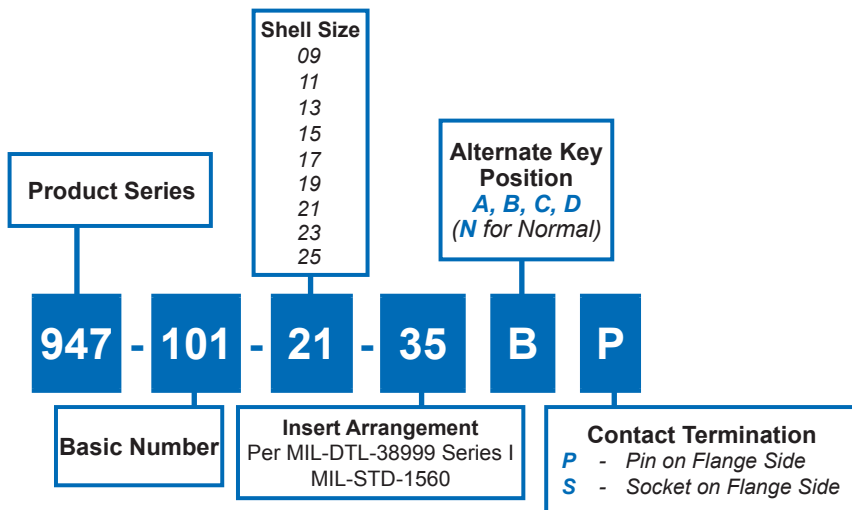 Shell Size
09
11
13
15
17
19
21
23
25
Product Series
Alternate Key
Position
A, B, C, D
(N for Normal)
947 - 101 - 21 - 35 B P
Basic Number
Insert Arrangement
Per MIL-DTL-38999 Series I
MIL-STD-1560
Contact Termination
P - Pin on Flange Side
S - Socket on Flange Side